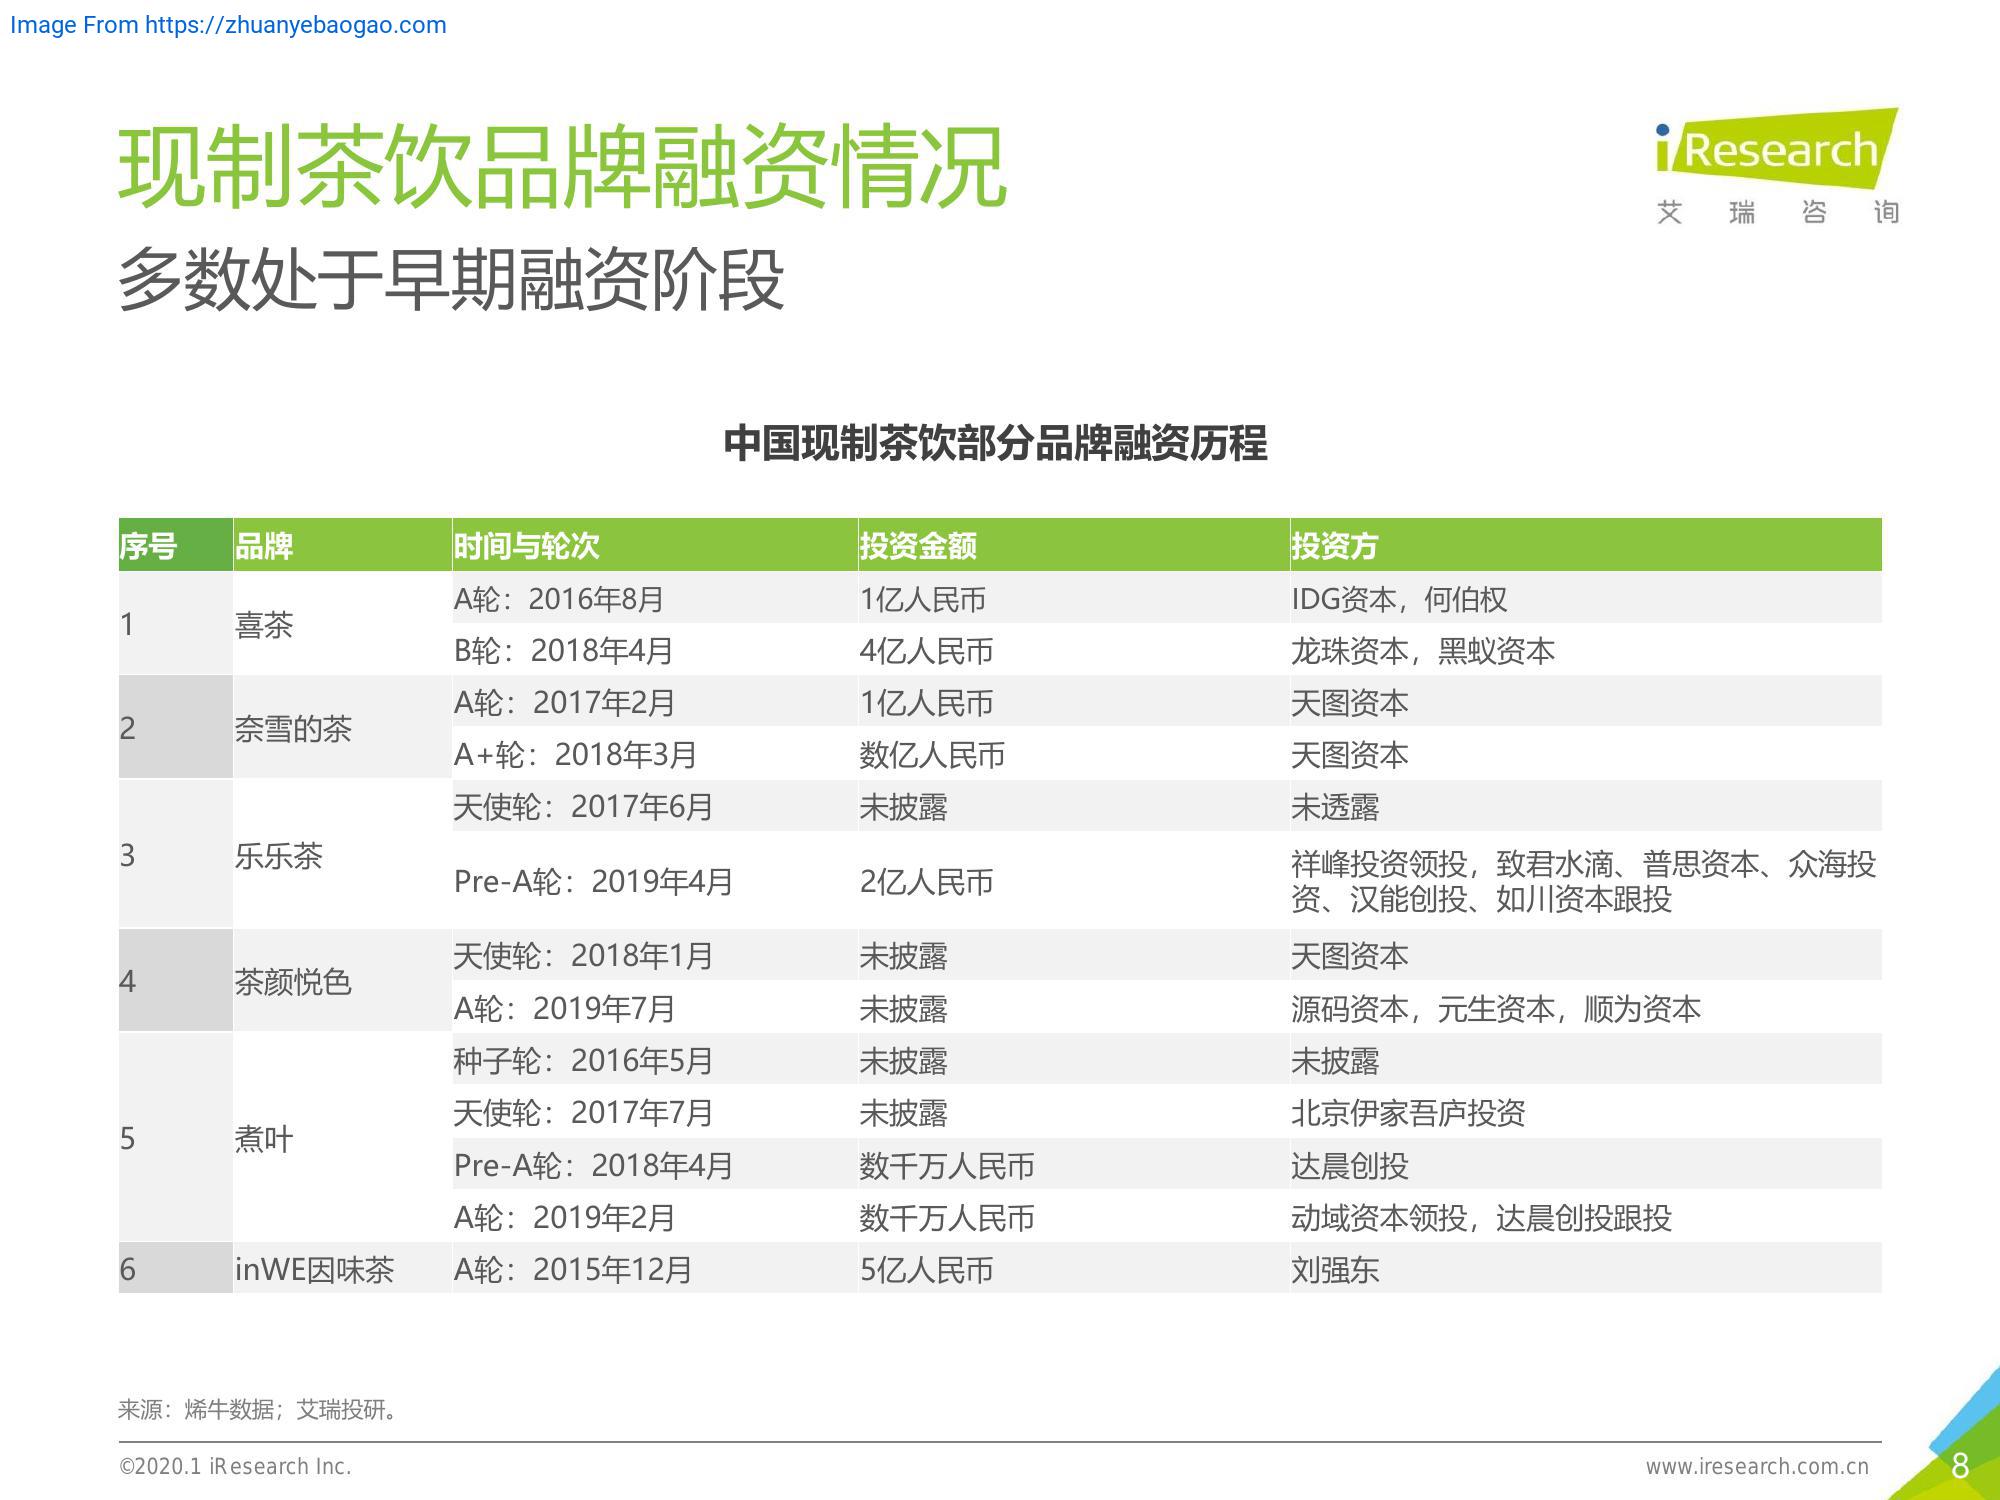 Image From https://zhuanyebaogao.com
现制茶饮品牌融资情况
iResearch
艾瑞咨询
多数处于早期融资阶段
中国现制茶饮部分品牌融资历程
序号 品牌 时间与轮次 投资金额 投资方
1 喜茶 A轮：2016年8月 1亿人民币 IDG资本，何伯权
B轮：2018年4月 4亿人民币 龙珠资本，黑蚁资本
2 奈雪的茶 A轮：2017年2月 1亿人民币 天图资本
A+轮：2018年3月 数亿人民币 天图资本
3 乐乐茶 天使轮：2017年6月 未披露 未透露
Pre-A轮：2019年4月 2亿人民币 祥峰投资领投，致君水滴、普思资本、众海投
资、汉能创投、如川资本跟投
4 茶颜悦色 天使轮：2018年1月 未披露 天图资本
A轮：2019年7月 未披露 源码资本，元生资本，顺为资本
5 煮叶 种子轮：2016年5月 未披露 未披露
天使轮：2017年7月 未披露 北京伊家吾庐投资
Pre-A轮：2018年4月 数千万人民币 达晨创投
A轮：2019年2月 数千万人民币 动域资本领投，达晨创投跟投
6 inWE因味茶 A轮：2015年12月 5亿人民币 刘强东
来源：烯牛数据；艾瑞投研。
©2020.1 iResearch Inc.
www.iresearch.com.cn
8